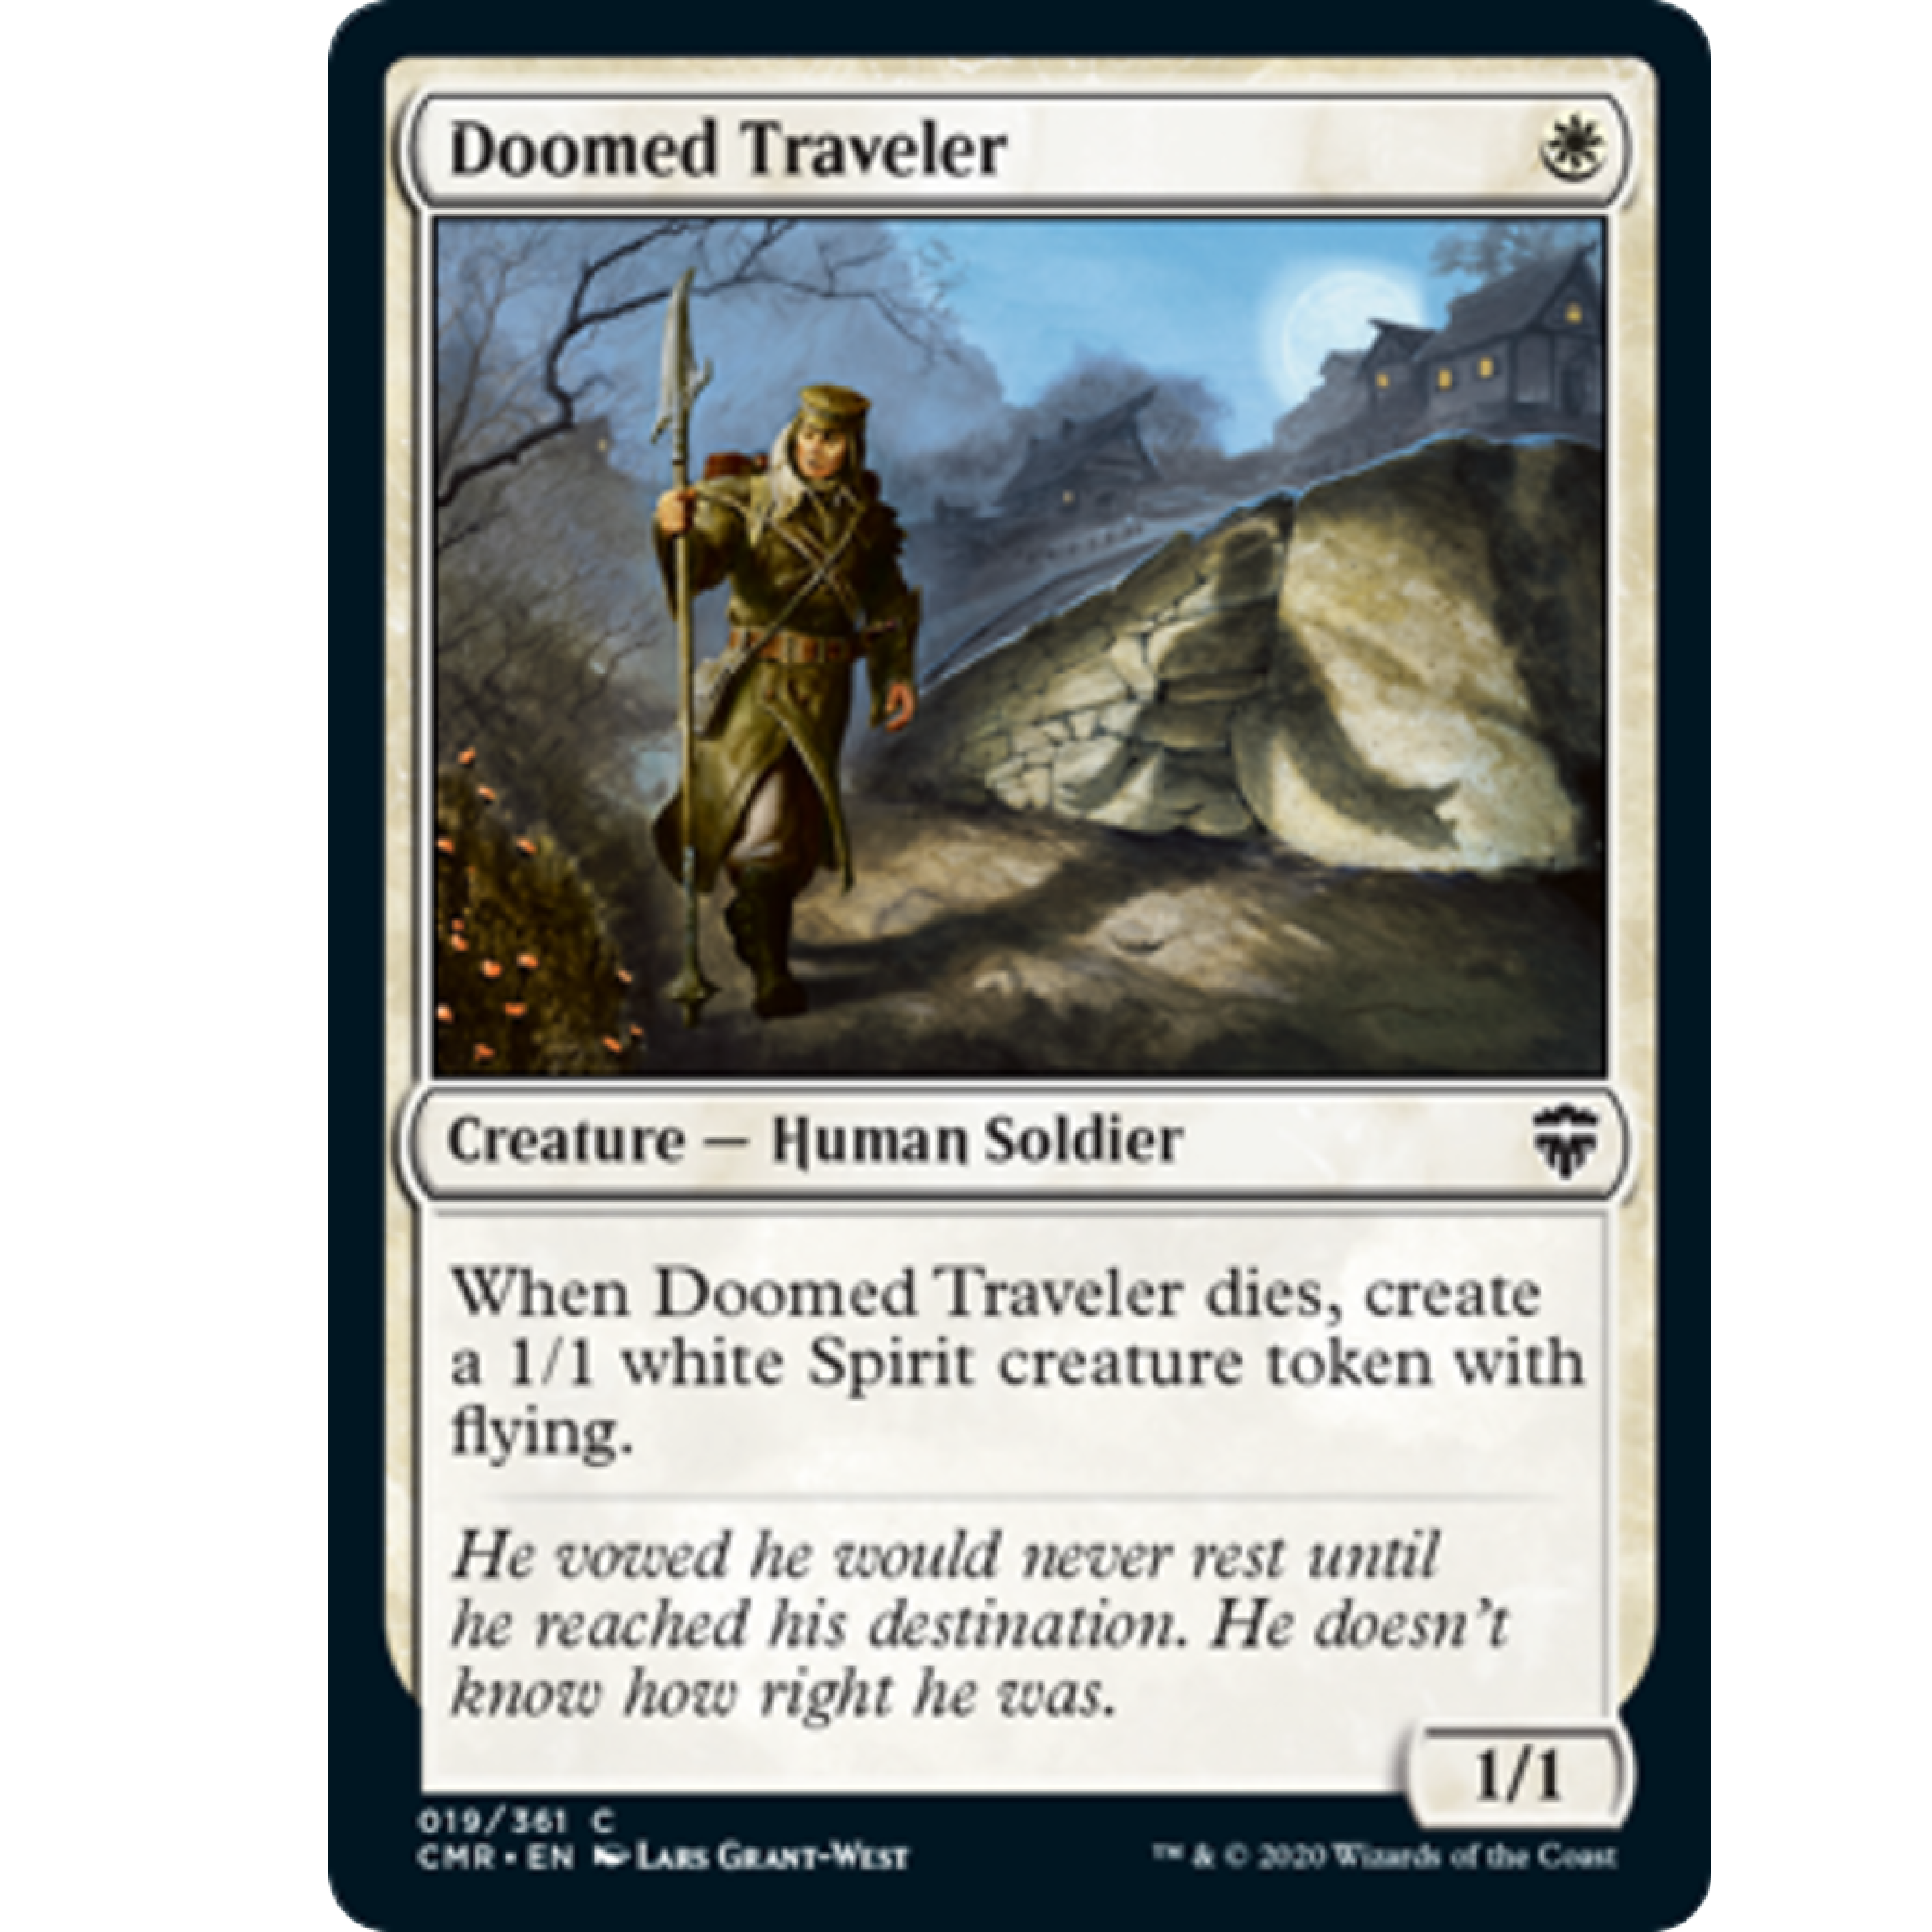 Doomed Traveler
Creature — Human Soldier
When Doomed Traveler dies, create
a 1/1 white Spirit creature token with
flying.
He vowed he would never rest until
he reached his destination. He doesn't
know how right he was.
1/1
019/361 C
CMR • EN Lars Grant-West
™ & © 2020 Wizards of the Coast